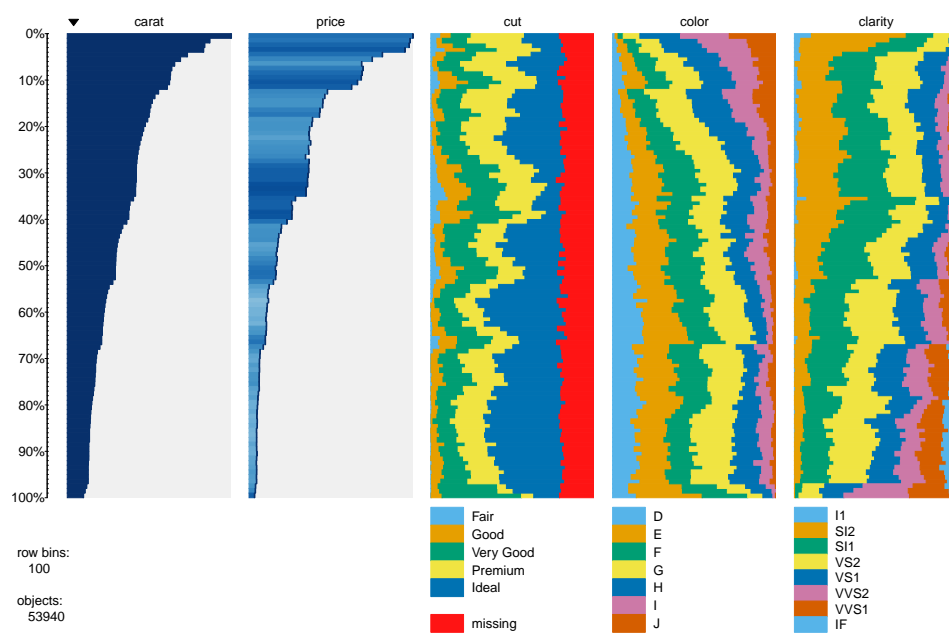 carat price cut color clarity
0%
10%
20%
30%
40%
50%
60%
70%
80%
90%
100%
row bins:
100
objects:
53940
Fair
Good
Very Good
Premium
Ideal
missing
D
E
F
G
H
I
J
I1
SI2
SI1
VS2
VS1
VVS2
VVS1
IF